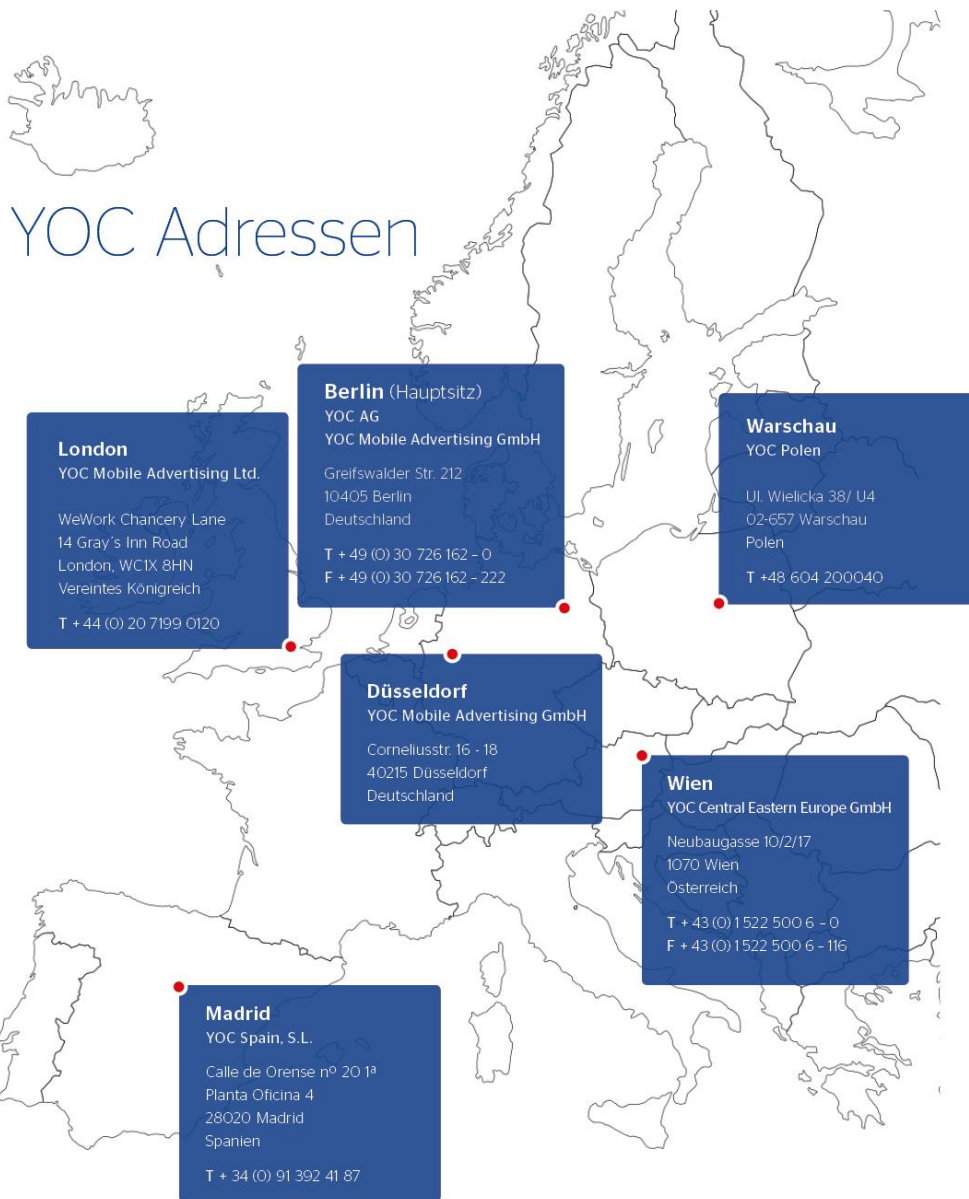 YOC Adressen
Berlin (Hauptsitz)
YOC AG
YOC Mobile Advertising GmbH
Greifswalder Str. 212
10405 Berlin
Deutschland
T + 49 (0) 30 726 162 – 0
F + 49 (0) 30 726 162 – 222
London
YOC Mobile Advertising Ltd.
WeWork Chancery Lane
14 Gray´s Inn Road
London, WC1X 8HN
Vereintes Königreich
T + 44 (0) 20 7199 0120
Warschau
YOC Polen
Ul. Wielicka 38/ U4
02-657 Warschau
Polen
T +48 604 200040
Düsseldorf
YOC Mobile Advertising GmbH
Corneliusstr. 16 - 18
40215 Düsseldorf
Deutschland
Wien
YOC Central Eastern Europe GmbH
Neubaugasse 10/2/17
1070 Wien
Österreich
T + 43 (0) 1 522 500 6 – 0
F + 43 (0) 1 522 500 6 – 116
Madrid
YOC Spain, S.L.
Calle de Orense nº 20 1ª
Planta Oficina 4
28020 Madrid
Spanien
T + 34 (0) 91 392 41 87